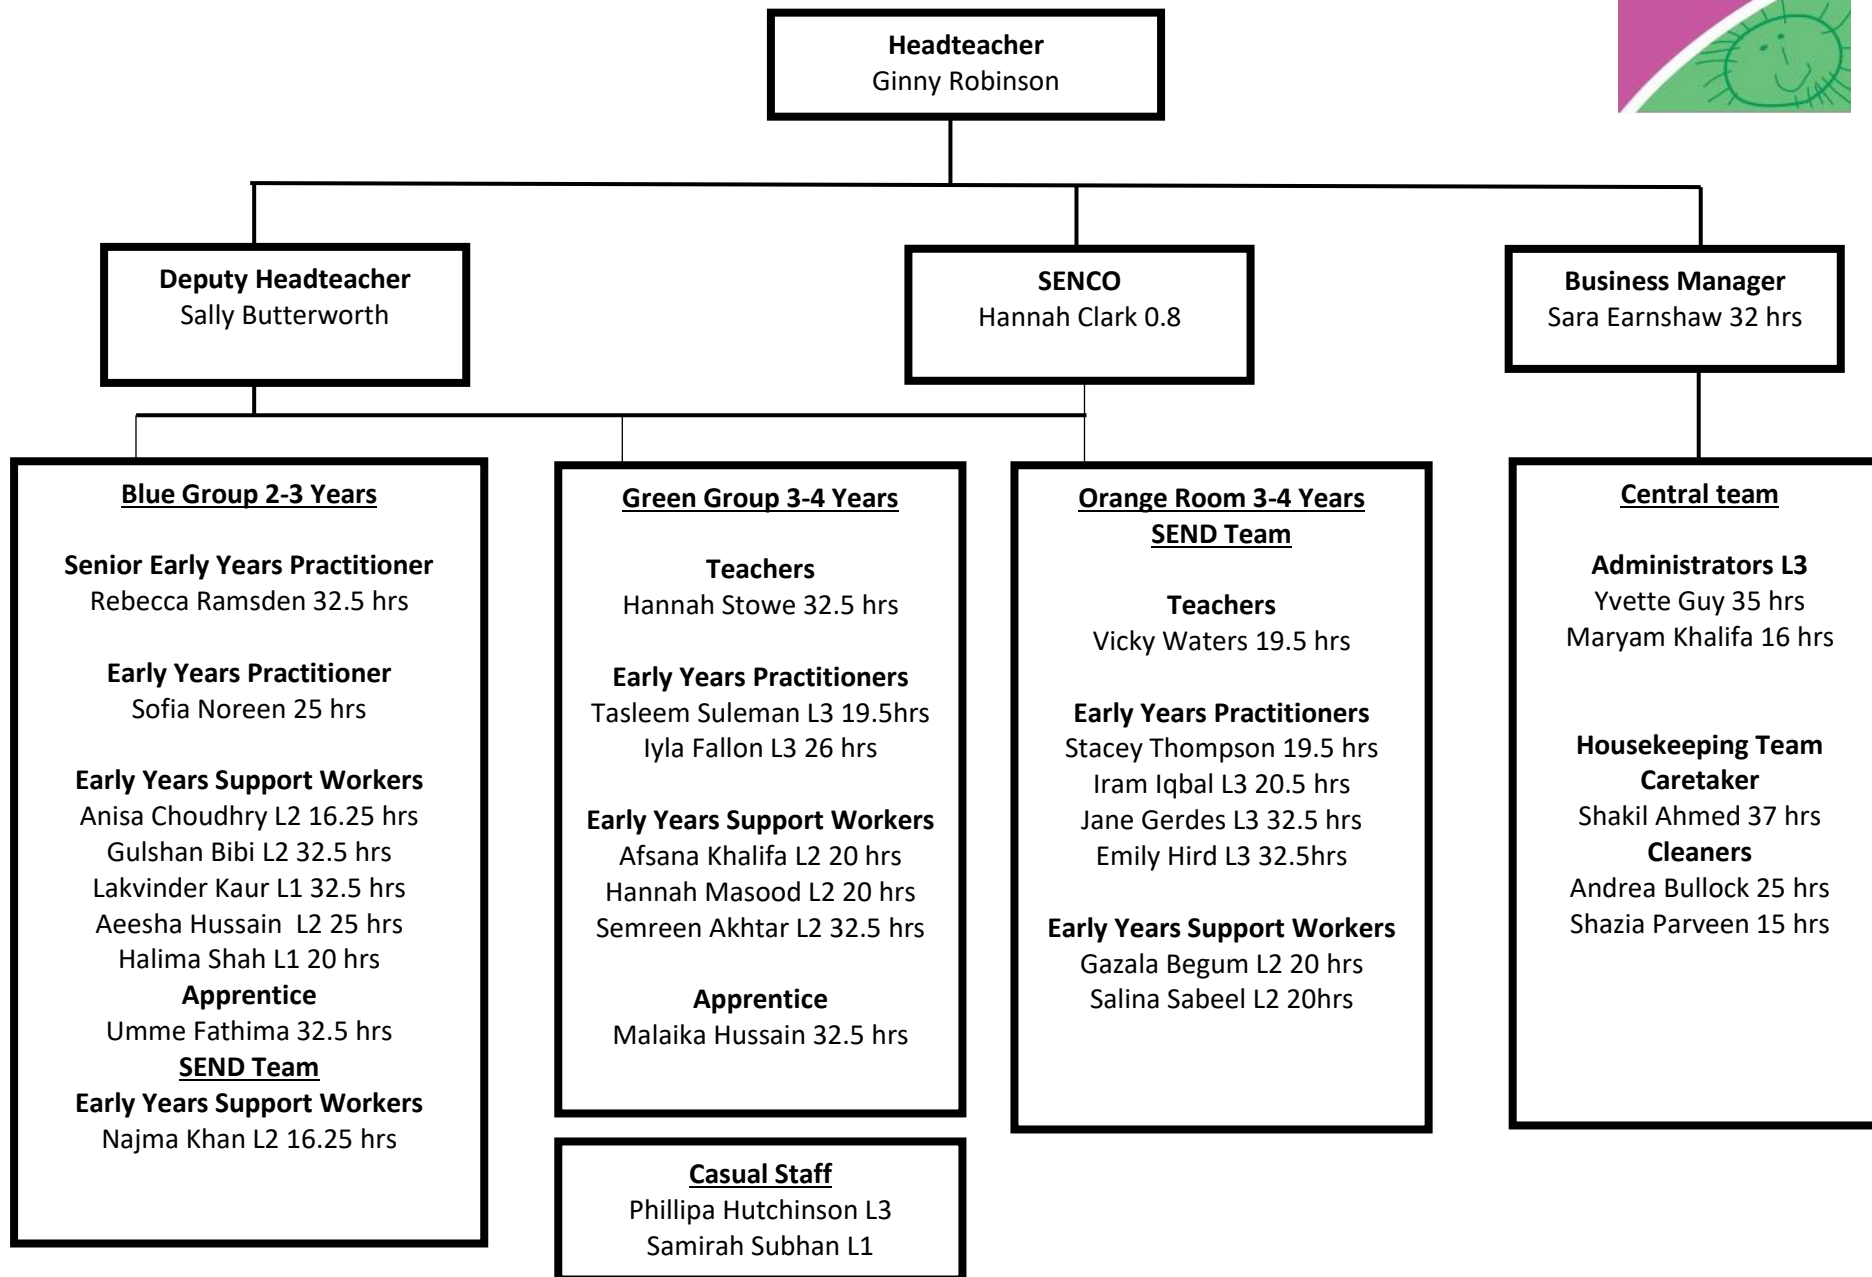 Headteacher
Ginny Robinson
Deputy Headteacher
Sally Butterworth
SENCO
Hannah Clark 0.8
Business Manager
Sara Earnshaw 32 hrs
Blue Group 2-3 Years
Senior Early Years Practitioner
Rebecca Ramsden 32.5 hrs
Early Years Practitioner
Sofia Noreen 25 hrs
Early Years Support Workers
Anisa Choudhry L2 16.25 hrs
Gulshan Bibi L2 32.5 hrs
Lakvinder Kaur L1 32.5 hrs
Aeesha Hussain  L2 25 hrs
Halima Shah L1 20 hrs
Apprentice
Umme Fathima 32.5 hrs
SEND Team
Early Years Support Workers
Najma Khan L2 16.25 hrs
Green Group 3-4 Years
Teachers
Hannah Stowe 32.5 hrs
Early Years Practitioners
Tasleem Suleman L3 19.5hrs
Iyla Fallon L3 26 hrs
Early Years Support Workers
Afsana Khalifa L2 20 hrs
Hannah Masood L2 20 hrs
Semreen Akhtar L2 32.5 hrs
Apprentice
Malaika Hussain 32.5 hrs
Casual Staff
Phillipa Hutchinson L3
Samirah Subhan L1
Orange Room 3-4 Years
SEND Team
Teachers
Vicky Waters 19.5 hrs
Early Years Practitioners
Stacey Thompson 19.5 hrs
Iram Iqbal L3 20.5 hrs
Jane Gerdes L3 32.5 hrs
Emily Hird L3 32.5hrs
Early Years Support Workers
Gazala Begum L2 20 hrs
Salina Sabeel L2 20hrs
Central team
Administrators L3
Yvette Guy 35 hrs
Maryam Khalifa 16 hrs
Housekeeping Team
Caretaker
Shakil Ahmed 37 hrs
Cleaners
Andrea Bullock 25 hrs
Shazia Parveen 15 hrs